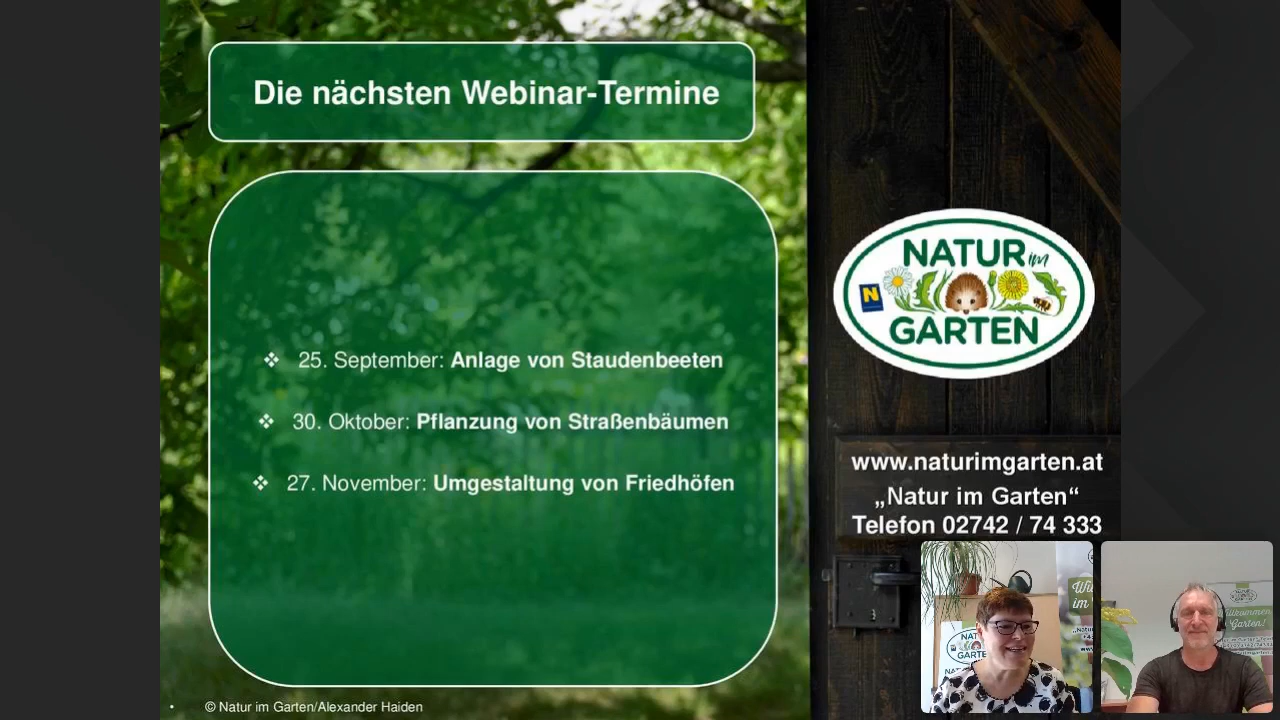 Die nächsten Webinar-Termine
❖ 25. September: Anlage von Staudenbeeten
❖ 30. Oktober: Pflanzung von Straßenbäumen
❖ 27. November: Umgestaltung von Friedhöfen
NATUR im
N
GARTEN
www.naturimgarten.at
„Natur im Garten“
Telefon 02742 / 74 333
• © Natur im Garten/Alexander Haiden